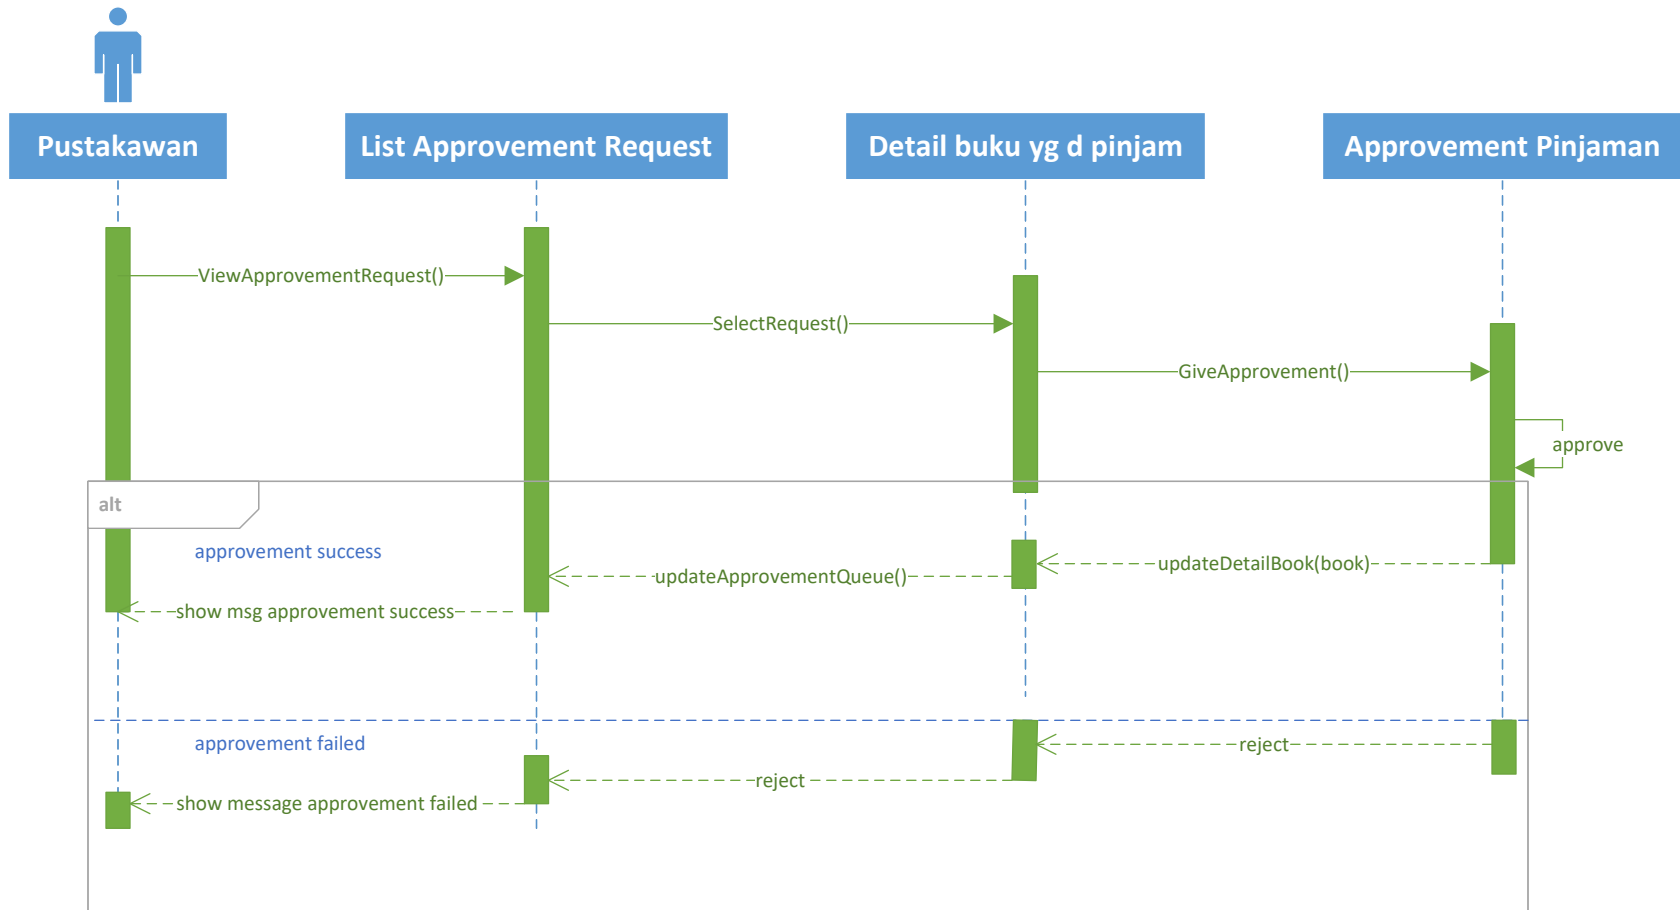 Pustakawan
List Approvement Request
Detail buku yg d pinjam
Approvement Pinjaman
ViewApprovementRequest()
SelectRequest()
GiveApprovement()
approve
alt
approvement success
updateDetailBook(book)
updateApprovementQueue()
show msg approvement success
approvement failed
reject
reject
show message approvement failed